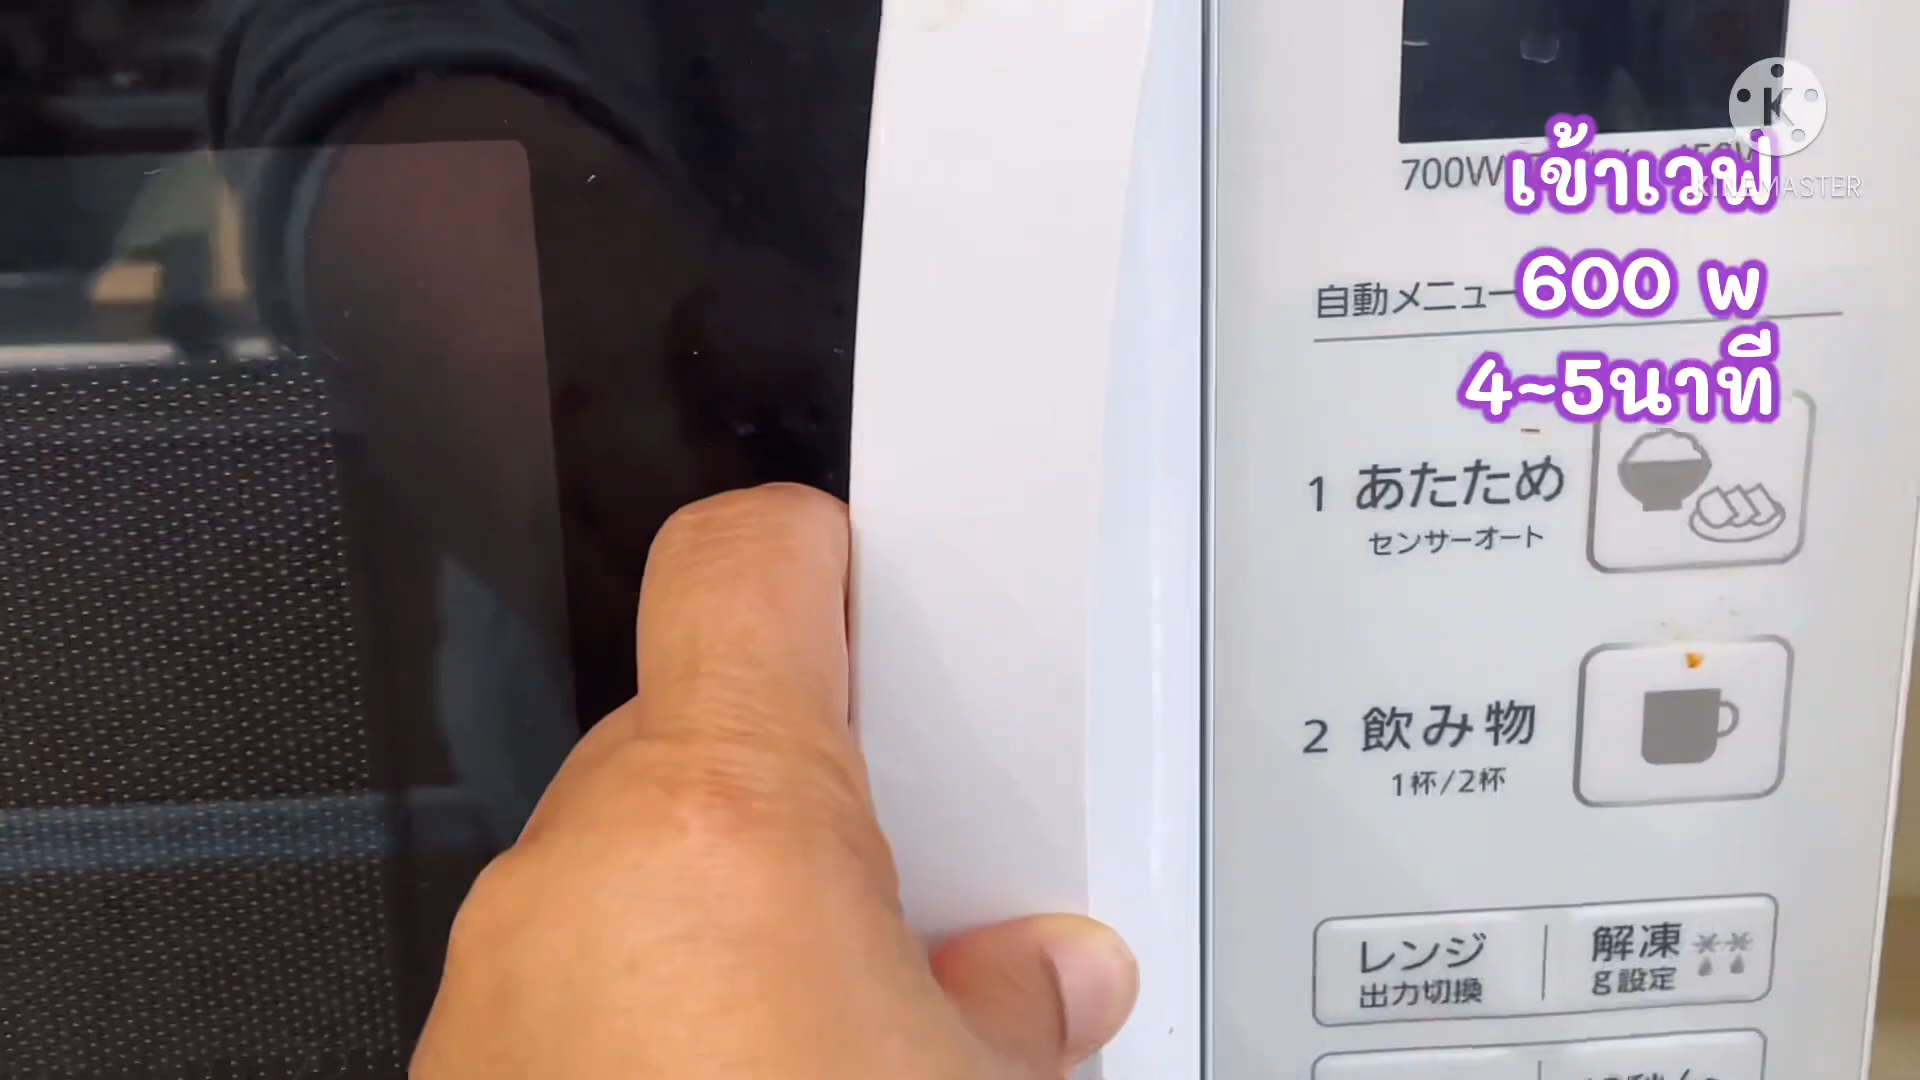 K
KINEMASTER
700W
เข้าเวฟ
600 พ
4~5นาที
自動メニュー
1 あたため
センサーオート
2 飲み物
1杯/2杯
レンジ
出力切換
解凍
g設定